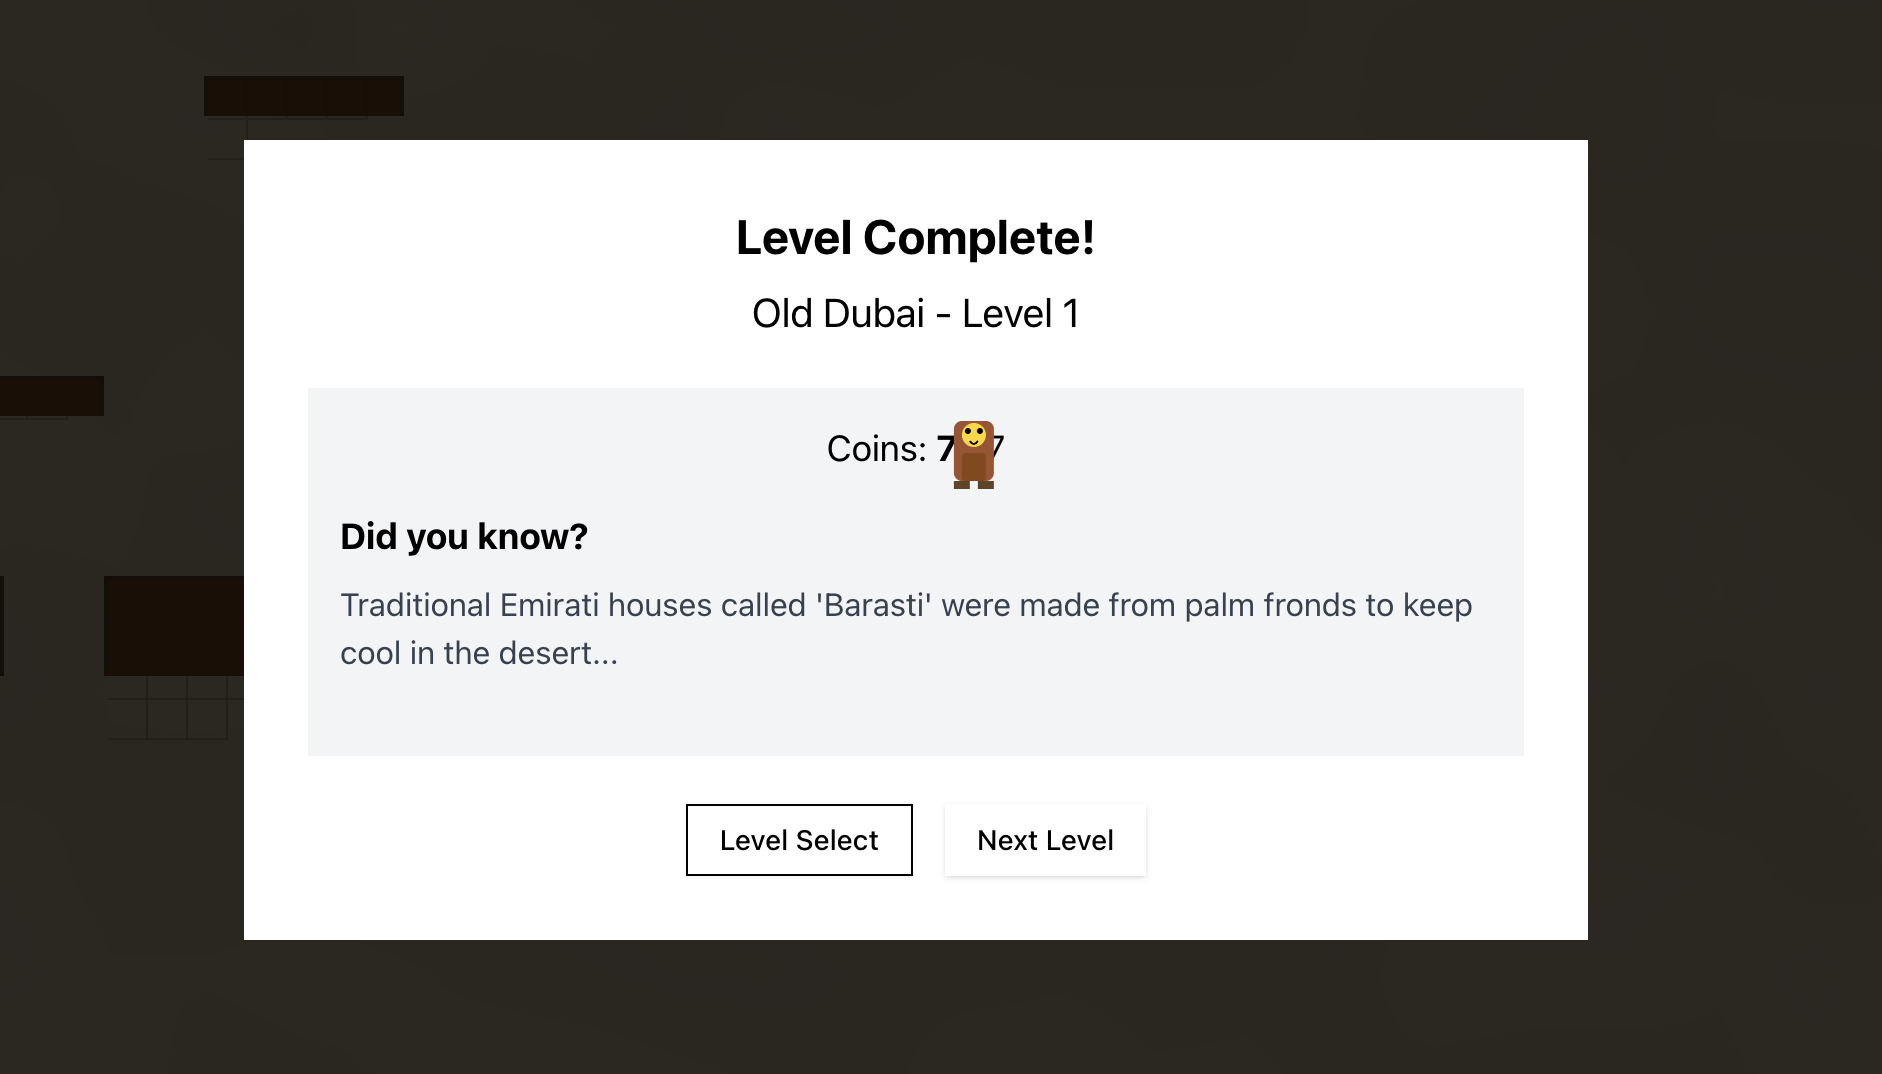 Level Complete!
Old Dubai - Level 1
Coins: 7 7
Did you know?
Traditional Emirati houses called 'Barasti' were made from palm fronds to keep
cool in the desert...
Level Select
Next Level